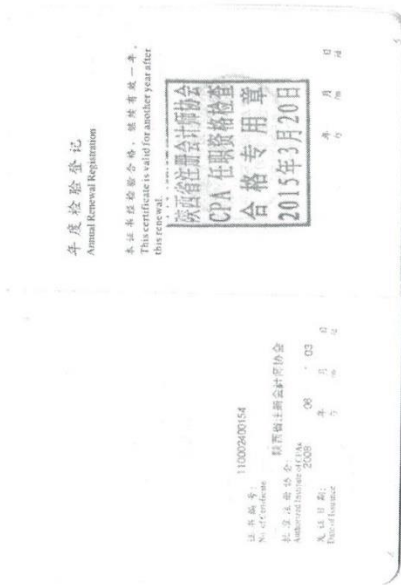 证书编号： 110002400154
No. of Certificate
批准注册协会： 陕西省注册会计师协会
Authorized Institute of CPAs
发证日期： 2008 年 06 月 03 日
Date of Issuance /y /m /d
年度检验登记
Annual Renewal Registration
本证书经检验合格，继续有效一年。
This certificate is valid for another year after
this renewal.
陕西省注册会计师协会
CPA 任职资格检查
合格专用章
2015年3月20日
年 月 日
/y /m /d